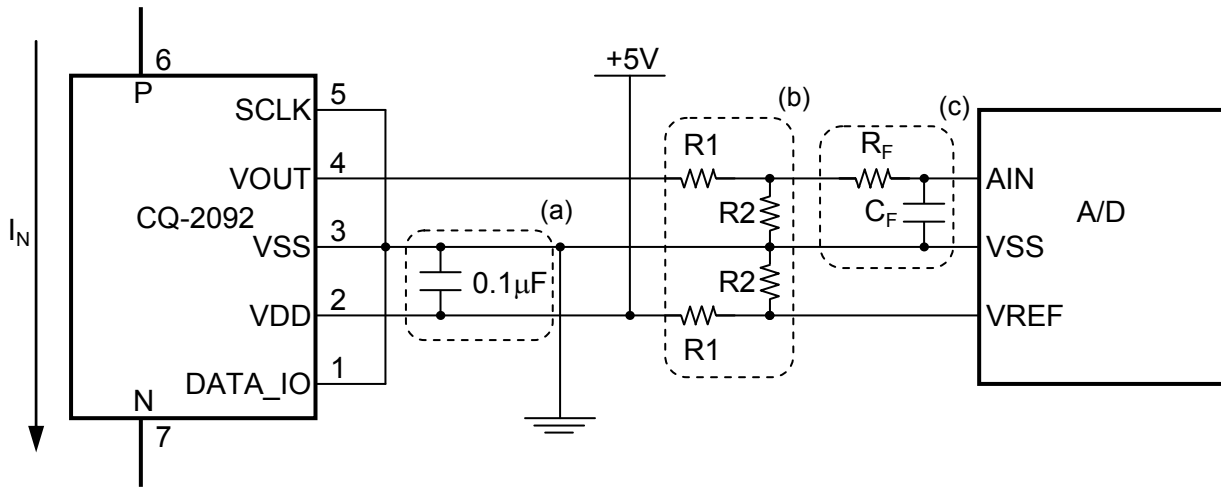 +5V
6
P
SCLK
5
(b)
(c)
R1
RF
VOUT
4
AIN
CQ-2092
R2
CF
A/D
IN
(a)
VSS
3
VSS
0.1μF
R2
VDD
2
VREF
R1
DATA_IO
1
N
7